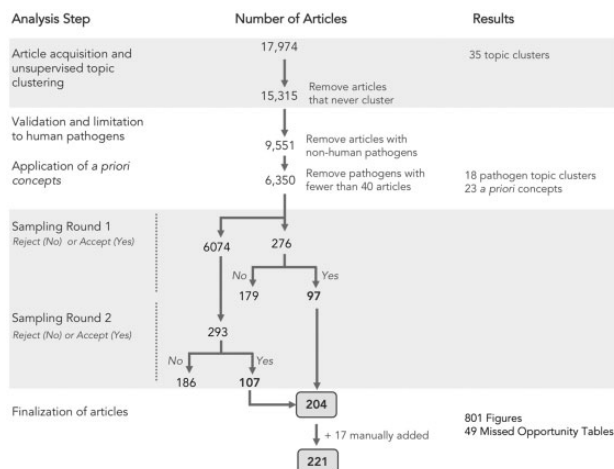 Analysis Step
Number of Articles
Results
Article acquisition and
unsupervised topic
clustering
17,974
35 topic clusters
Remove articles
that never cluster
15,315
Validation and limitation
to human pathogens
9,551
Remove articles with
non-human pathogens
Application of a priori
concepts
6,350
Remove pathogens with
fewer than 40 articles
18 pathogen topic clusters
23 a priori concepts
Sampling Round 1
Reject (No) or Accept (Yes)
6074
276
No
Yes
179
97
Sampling Round 2
Reject (No) or Accept (Yes)
293
No
Yes
186
107
Finalization of articles
204
801 Figures
49 Missed Opportunity Tables
+ 17 manually added
221